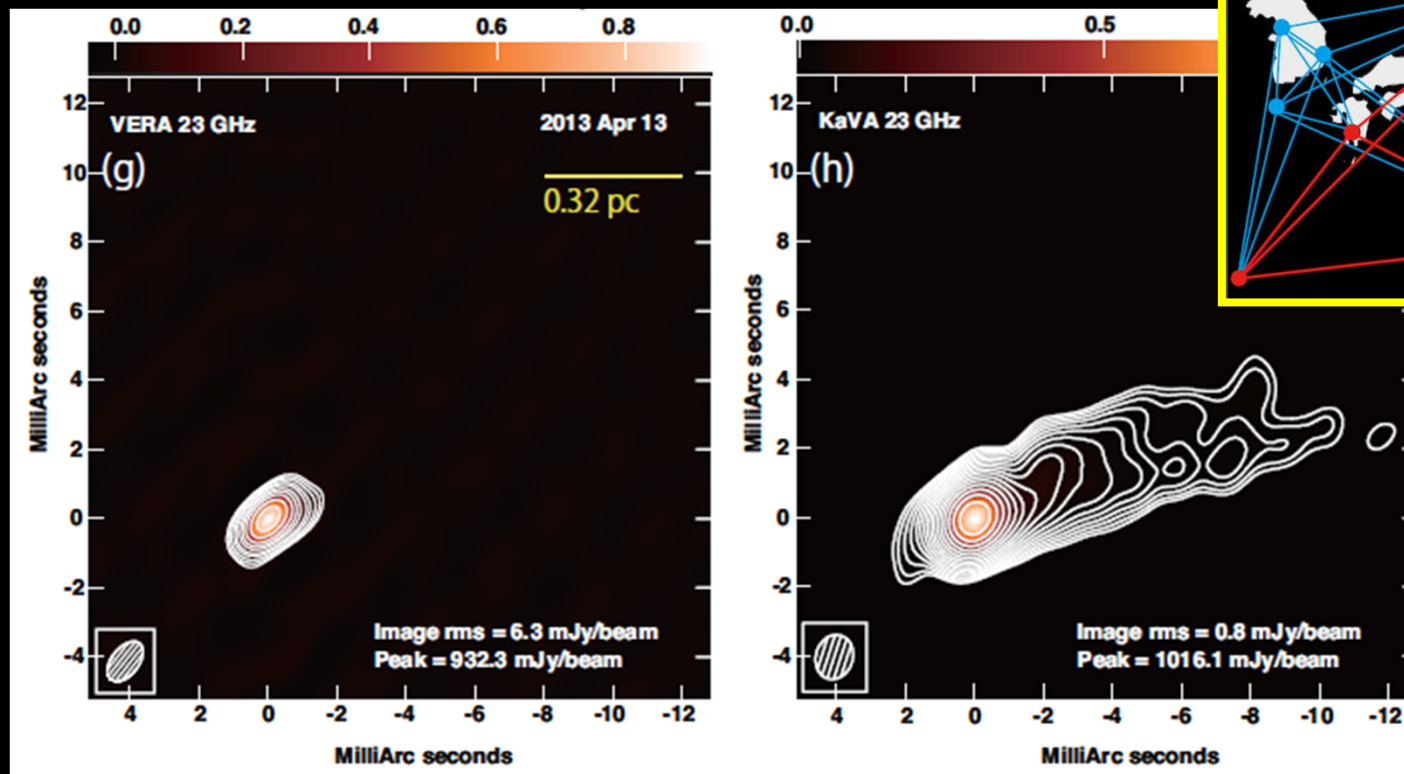 0.0 0.2 0.4 0.6 0.8
VERA 23 GHz 2013 Apr 13
(g)
0.32 pc
12
10
8
6
4
2
0
-2
-4
MilliArc seconds
Image rms = 6.3 mJy/beam
Peak = 932.3 mJy/beam
4 2 0 -2 -4 -6 -8 -10 -12
MilliArc seconds
0.0 0.5
KaVA 23 GHz
(h)
12
10
8
6
4
2
0
-2
-4
MilliArc seconds
Image rms = 0.8 mJy/beam
Peak = 1016.1 mJy/beam
4 2 0 -2 -4 -6 -8 -10 -12
MilliArc seconds